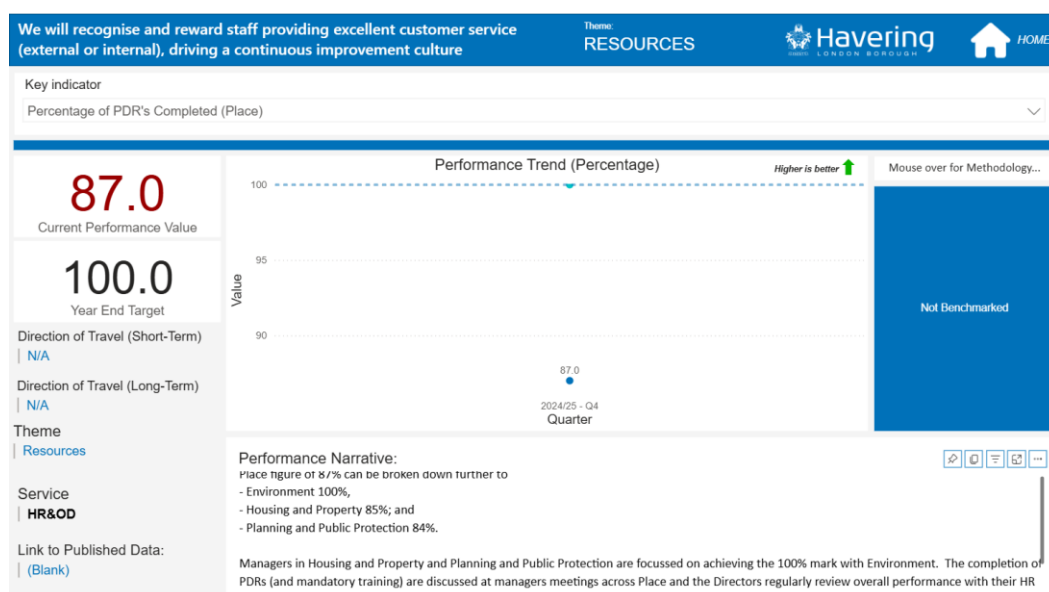 We will recognise and reward staff providing excellent customer service
(external or internal), driving a continuous improvement culture
Theme:
RESOURCES
Havering
LONDON BOROUGH
HOME
Key indicator
Percentage of PDR's Completed (Place)
87.0
Current Performance Value
100.0
Year End Target
Direction of Travel (Short-Term)
N/A
Direction of Travel (Long-Term)
N/A
Theme
Resources
Service
HR&OD
Link to Published Data:
(Blank)
Performance Trend (Percentage)
Higher is better
100
95
90
Value
87.0
2024/25 - Q4
Quarter
Mouse over for Methodology...
Not Benchmarked
Performance Narrative:
Place figure of 87% can be broken down further to
- Environment 100%,
- Housing and Property 85%; and
- Planning and Public Protection 84%.
Managers in Housing and Property and Planning and Public Protection are focussed on achieving the 100% mark with Environment.  The completion of
PDRs (and mandatory training) are discussed at managers meetings across Place and the Directors regularly review overall performance with their HR